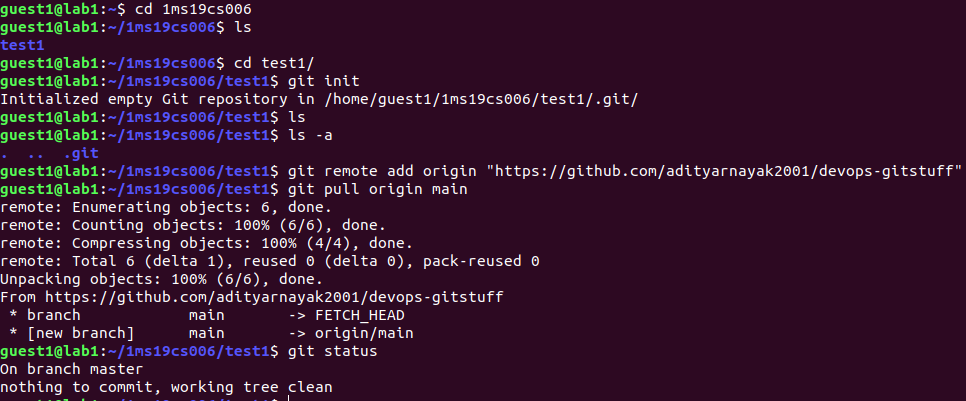 guest1@lab1:~$ cd 1ms19cs006
guest1@lab1:~/1ms19cs006$ ls
test1
guest1@lab1:~/1ms19cs006$ cd test1/
guest1@lab1:~/1ms19cs006/test1$ git init
Initialized empty Git repository in /home/guest1/1ms19cs006/test1/.git/
guest1@lab1:~/1ms19cs006/test1$ ls
guest1@lab1:~/1ms19cs006/test1$ ls -a
.  ..  .git
guest1@lab1:~/1ms19cs006/test1$ git remote add origin "https://github.com/adityarnayak2001/devops-gitstuff"
guest1@lab1:~/1ms19cs006/test1$ git pull origin main
remote: Enumerating objects: 6, done.
remote: Counting objects: 100% (6/6), done.
remote: Compressing objects: 100% (4/4), done.
remote: Total 6 (delta 1), reused 0 (delta 0), pack-reused 0
Unpacking objects: 100% (6/6), done.
From https://github.com/adityarnayak2001/devops-gitstuff
 * branch            main       -> FETCH_HEAD
 * [new branch]      main       -> origin/main
guest1@lab1:~/1ms19cs006/test1$ git status
On branch master
nothing to commit, working tree clean